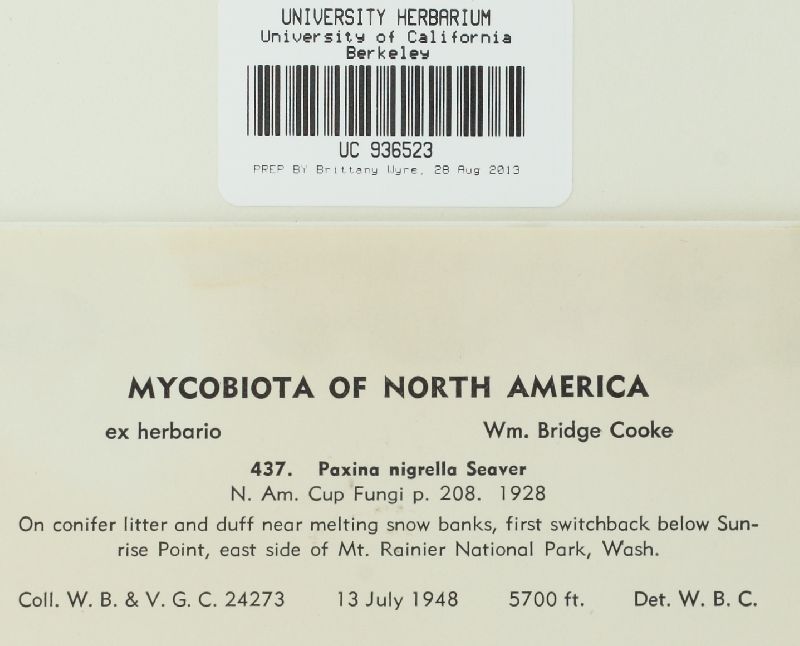 UNIVERSITY HERBARIUM
University of California
Berkeley
UC 936523
PREP BY Brittany Wyre, 28 Aug 2013
MYCOBIOTA OF NORTH AMERICA
ex herbario Wm. Bridge Cooke
437. Paxina nigrella Seaver
N. Am. Cup Fungi p. 208. 1928
On conifer litter and duff near melting snow banks, first switchback below Sun-
rise Point, east side of Mt. Rainier National Park, Wash.
Coll. W. B. & V. G. C. 24273 13 July 1948 5700 ft. Det. W. B. C.